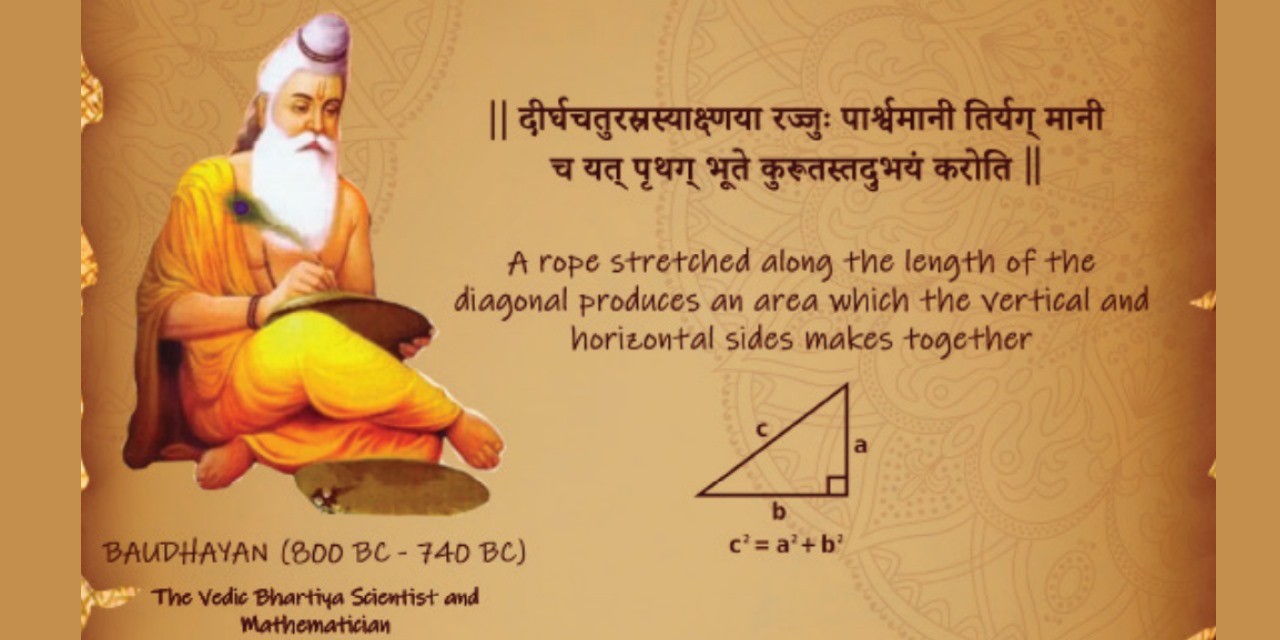 || दीर्घचतुरस्रस्याक्ष्णया रज्जुः पार्श्वमानी तिर्यग् मानी
च यत् पृथग् भूते कुरूतस्तदुभयं करोति ||
A rope stretched along the length of the
diagonal produces an area which the vertical and
horizontal sides makes together
c
a
b
c² = a² + b²
BAUDHAYAN (800 BC - 740 BC)
The Vedic Bhartiya Scientist and
Mathematician